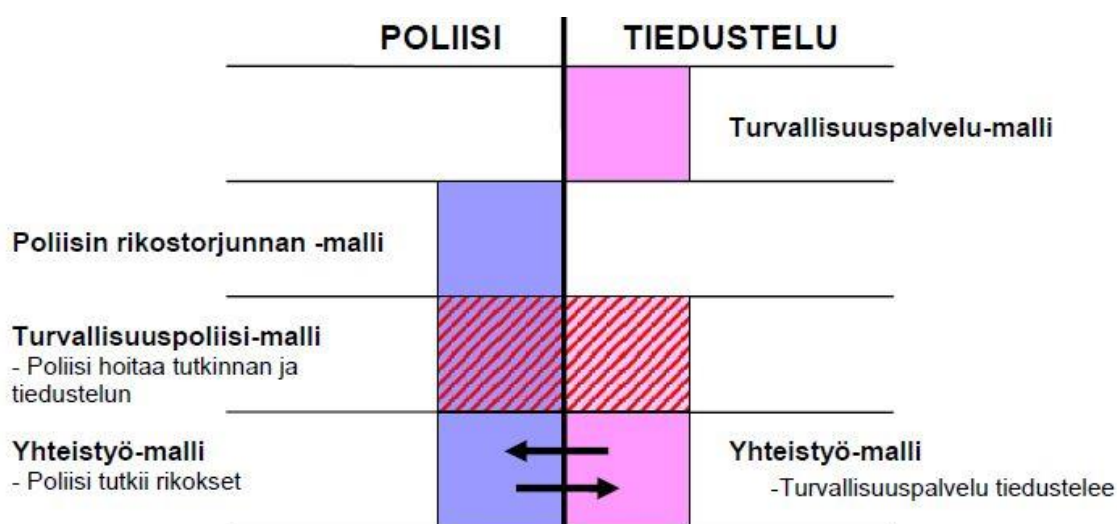 POLIISI TIEDUSTELU
Turvallisuuspalvelu-malli
Poliisin rikostorjunnan -malli
Turvallisuuspoliisi-malli
- Poliisi hoitaa tutkinnan ja
tiedustelun
Yhteistyö-malli
- Poliisi tutkii rikokset
Yhteistyö-malli
-Turvallisuuspalvelu tiedustelee